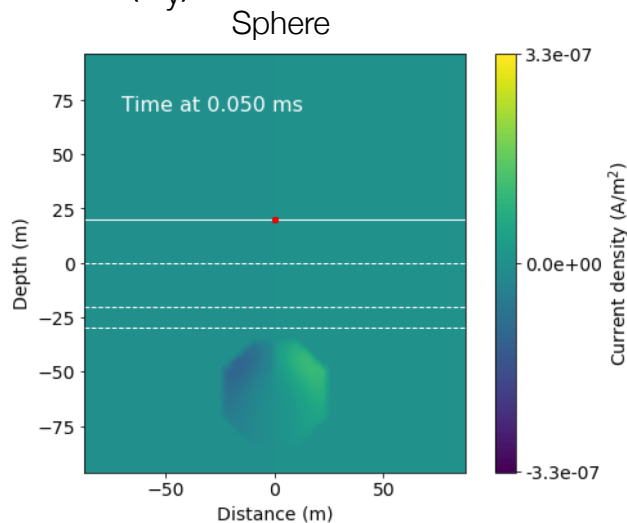 Sphere
Time at 0.050 ms
Depth (m)
75
50
25
0
−25
−50
−75
−50
0
50
Distance (m)
3.3e-07
0.0e+00
-3.3e-07
Current density (A/m²)